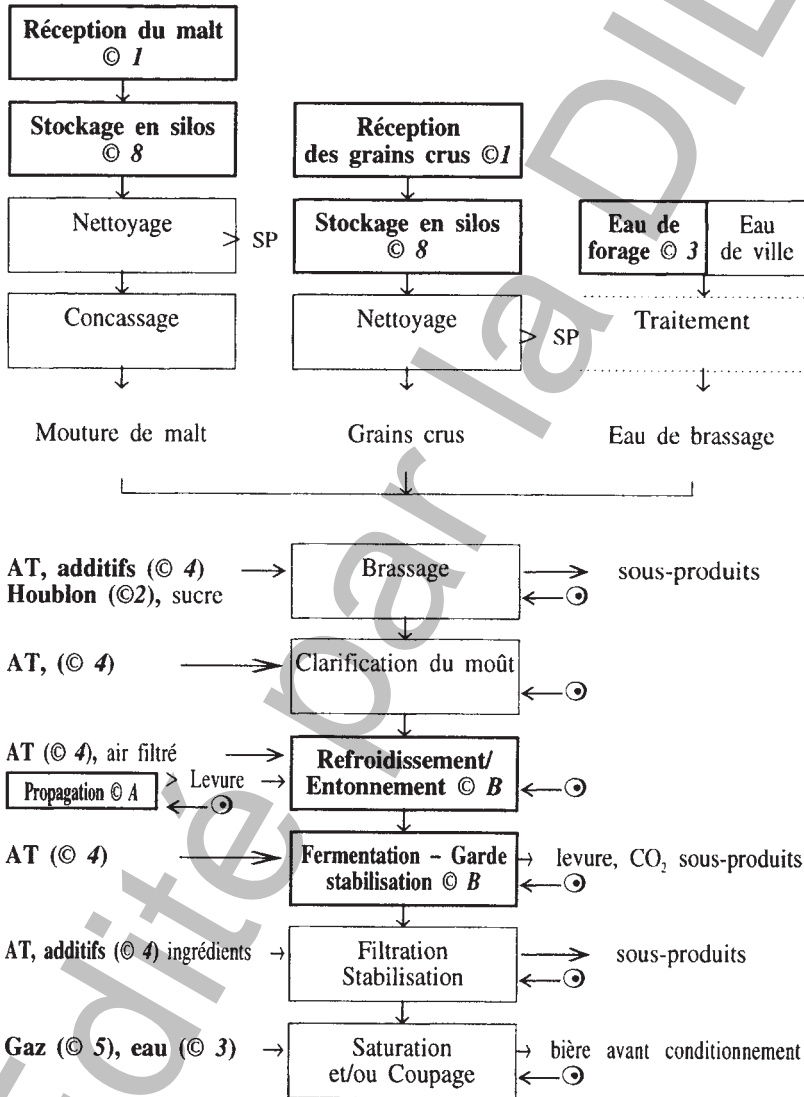 Réception du malt
© 1
Stockage en silos
© 8
Réception
des grains crus ©1
Nettoyage
> SP
Stockage en silos
© 8
Eau de
forage © 3
Eau
de ville
Concassage
Nettoyage
> SP
Traitement
Mouture de malt
Grains crus
Eau de brassage
AT, additifs (© 4)
Houblon (©2), sucre
Brassage
sous-produits
AT, (© 4)
Clarification du moût
AT (© 4), air filtré
Propagation © A
> Levure
Refroidissement/
Entonnement © B
AT (© 4)
Fermentation – Garde
stabilisation © B
levure, CO₂ sous-produits
AT, additifs (© 4) ingrédients
Filtration
Stabilisation
sous-produits
Gaz (© 5), eau (© 3)
Saturation
et/ou Coupage
bière avant conditionnement
Edité par la DIL